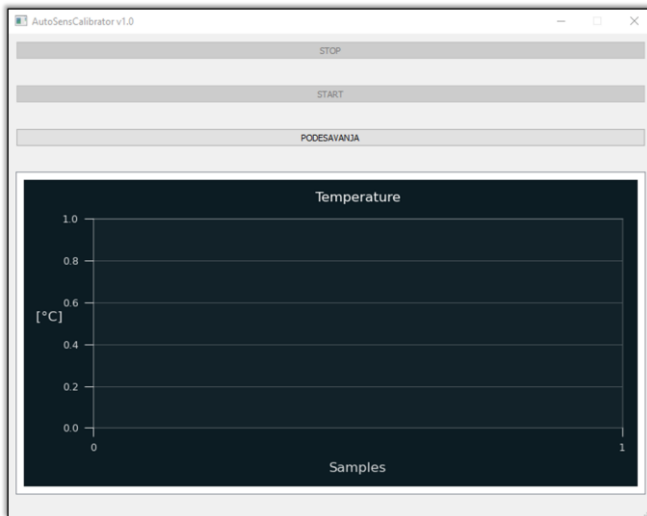 AutoSensCalibrator v1.0
STOP
START
PODESAVANJA
Temperature
1.0
0.8
0.6
[°C]
0.4
0.2
0.0
0 1
Samples